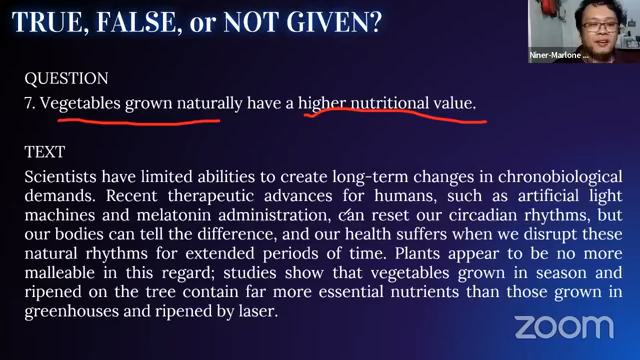 TRUE, FALSE, or NOT GIVEN?
Niner-Marlone ...
QUESTION
7. Vegetables grown naturally have a higher nutritional value.
TEXT
Scientists have limited abilities to create long-term changes in chronobiological
demands. Recent therapeutic advances for humans, such as artificial light
machines and melatonin administration, can reset our circadian rhythms, but
our bodies can tell the difference, and our health suffers when we disrupt these
natural rhythms for extended periods of time. Plants appear to be no more
malleable in this regard; studies show that vegetables grown in season and
ripened on the tree contain far more essential nutrients than those grown in
greenhouses and ripened by laser.
zoom